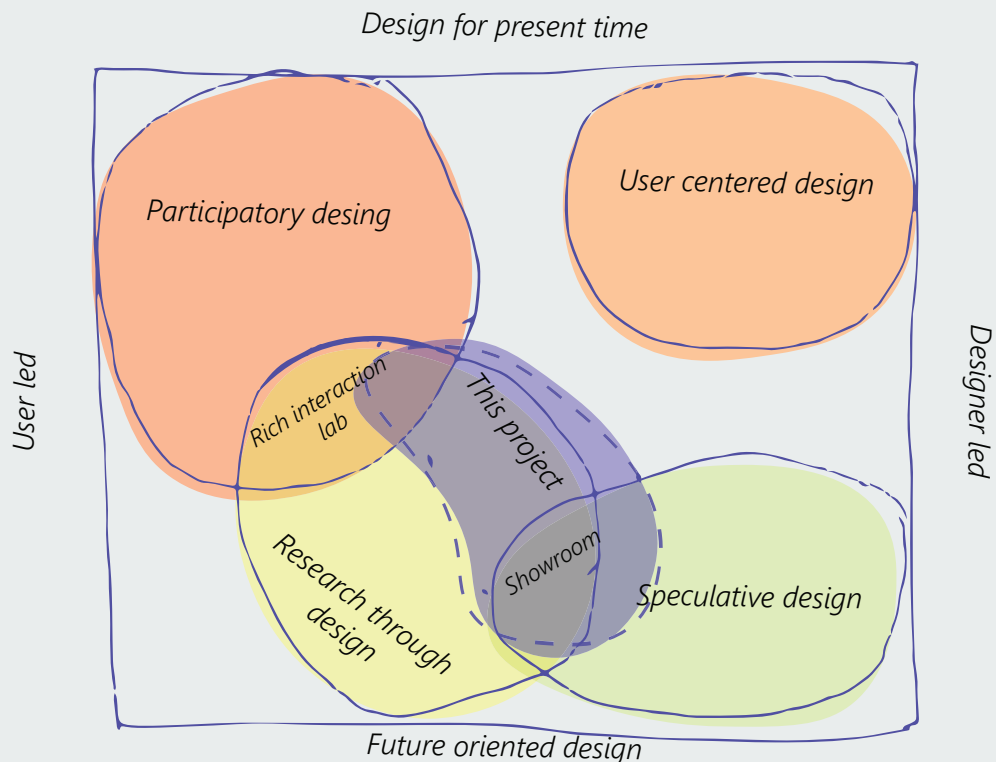 Design for present time
User centered design
Participatory desing
User led
Designer led
Rich interaction
lab
This project
Showroom
Research through
design
Speculative design
Future oriented design